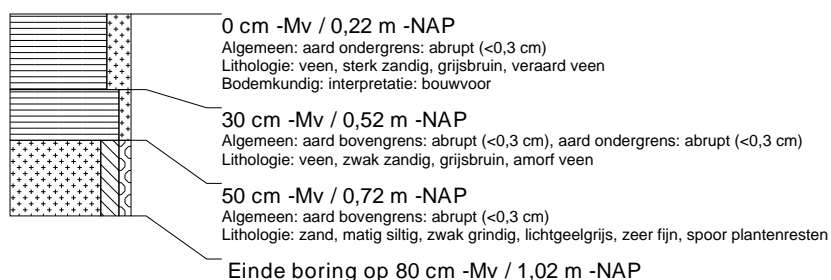 0 cm -Mv / 0,22 m -NAP
Algemeen: aard ondergrens: abrupt (<0,3 cm)
Lithologie: veen, sterk zandig, grijsbruin, veraard veen
Bodemkundig: interpretatie: bouwvoor
30 cm -Mv / 0,52 m -NAP
Algemeen: aard bovengrens: abrupt (<0,3 cm), aard ondergrens: abrupt (<0,3 cm)
Lithologie: veen, zwak zandig, grijsbruin, amorf veen
50 cm -Mv / 0,72 m -NAP
Algemeen: aard bovengrens: abrupt (<0,3 cm)
Lithologie: zand, matig siltig, zwak grindig, lichtgeelgrijs, zeer fijn, spoor plantenresten
Einde boring op 80 cm -Mv / 1,02 m -NAP